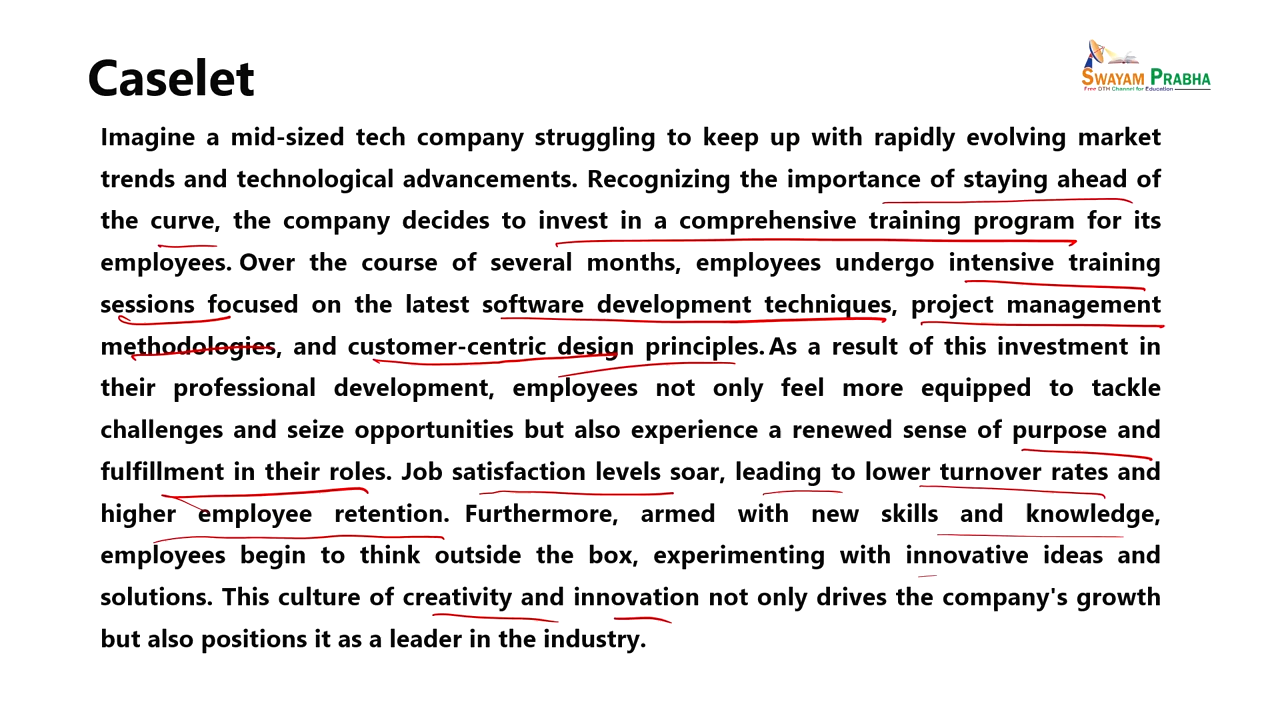 Caselet
SWAYAM PRABHA
Free DTH Channel for Education
Imagine a mid-sized tech company struggling to keep up with rapidly evolving market
trends and technological advancements. Recognizing the importance of staying ahead of
the curve, the company decides to invest in a comprehensive training program for its
employees. Over the course of several months, employees undergo intensive training
sessions focused on the latest software development techniques, project management
methodologies, and customer-centric design principles. As a result of this investment in
their professional development, employees not only feel more equipped to tackle
challenges and seize opportunities but also experience a renewed sense of purpose and
fulfillment in their roles. Job satisfaction levels soar, leading to lower turnover rates and
higher employee retention. Furthermore, armed with new skills and knowledge,
employees begin to think outside the box, experimenting with innovative ideas and
solutions. This culture of creativity and innovation not only drives the company's growth
but also positions it as a leader in the industry.